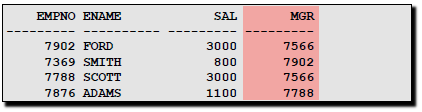 EMPNO ENAME SAL MGR
--------- ---------- --------- ---------
7902 FORD 3000 7566
7369 SMITH 800 7902
7788 SCOTT 3000 7566
7876 ADAMS 1100 7788